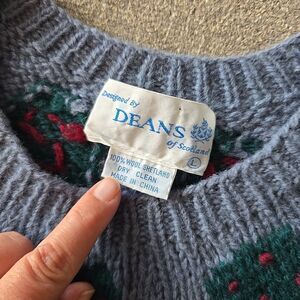 Designed By
DEANS
of Scotland
L
100% WOOL SHETLAND
DRY CLEAN
MADE IN CHINA